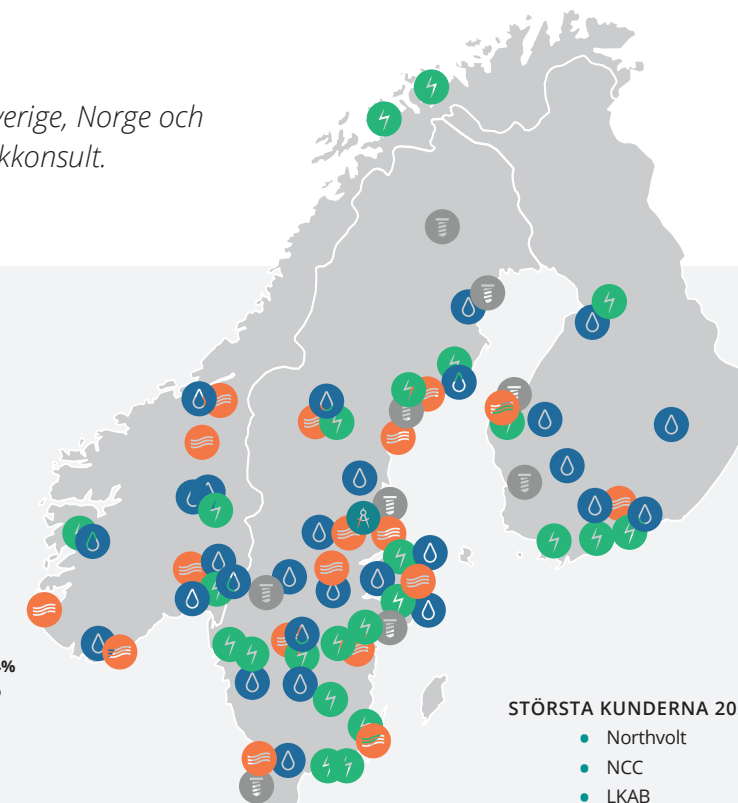 verige, Norge och
kkonsult.
%
STÖRSTA KUNDERNA 20
Northvolt
NCC
LKAB